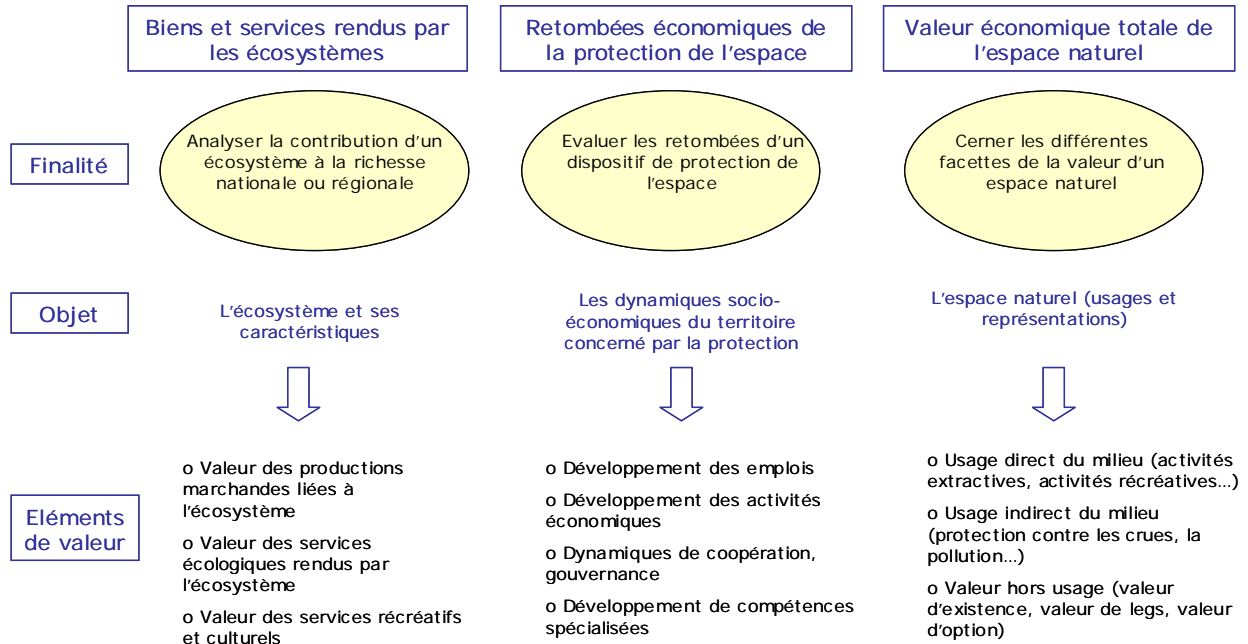 Biens et services rendus par
les écosystèmes
Retombées économiques de
la protection de l'espace
Valeur économique totale de
l'espace naturel
Finalité
Analyser la contribution d'un
écosystème à la richesse
nationale ou régionale
Evaluer les retombées d'un
dispositif de protection de
l'espace
Cerner les différentes
facettes de la valeur d'un
espace naturel
Objet
L'écosystème et ses
caractéristiques
Les dynamiques socio-
économiques du territoire
concerné par la protection
L'espace naturel (usages et
représentations)
Eléments
de valeur
o Valeur des productions
marchandes liées à
l'écosystème
o Valeur des services
écologiques rendus par
l'écosystème
o Valeur des services récréatifs
et culturels
o Développement des emplois
o Développement des activités
économiques
o Dynamiques de coopération,
gouvernance
o Développement de compétences
spécialisées
o Usage direct du milieu (activités
extractives, activités récréatives...)
o Usage indirect du milieu
(protection contre les crues, la
pollution...)
o Valeur hors usage (valeur
d'existence, valeur de legs, valeur
d'option)